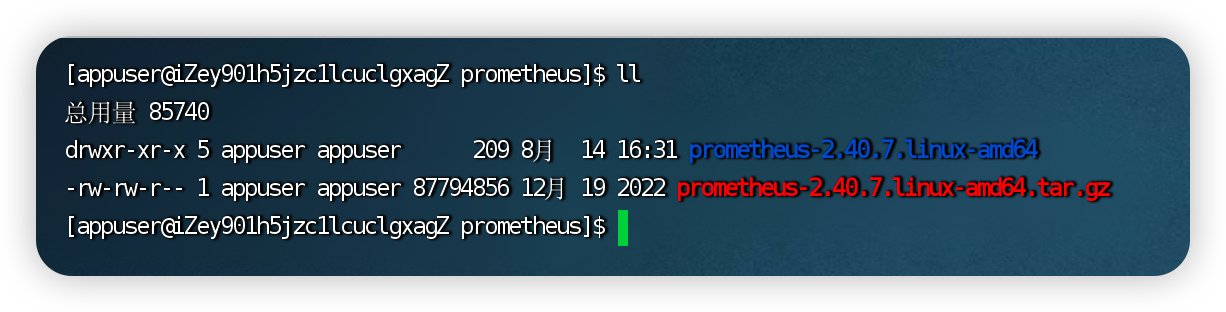 [appuser@iZey901h5jzc1lcuclgxagZ prometheus]$ ll
总用量 85740
drwxr-xr-x 5 appuser appuser      209 8月  14 16:31 prometheus-2.40.7.linux-amd64
-rw-rw-r-- 1 appuser appuser 87794856 12月 19 2022 prometheus-2.40.7.linux-amd64.tar.gz
[appuser@iZey901h5jzc1lcuclgxagZ prometheus]$